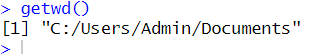 > getwd()
[1] "C:/Users/Admin/Documents"
>